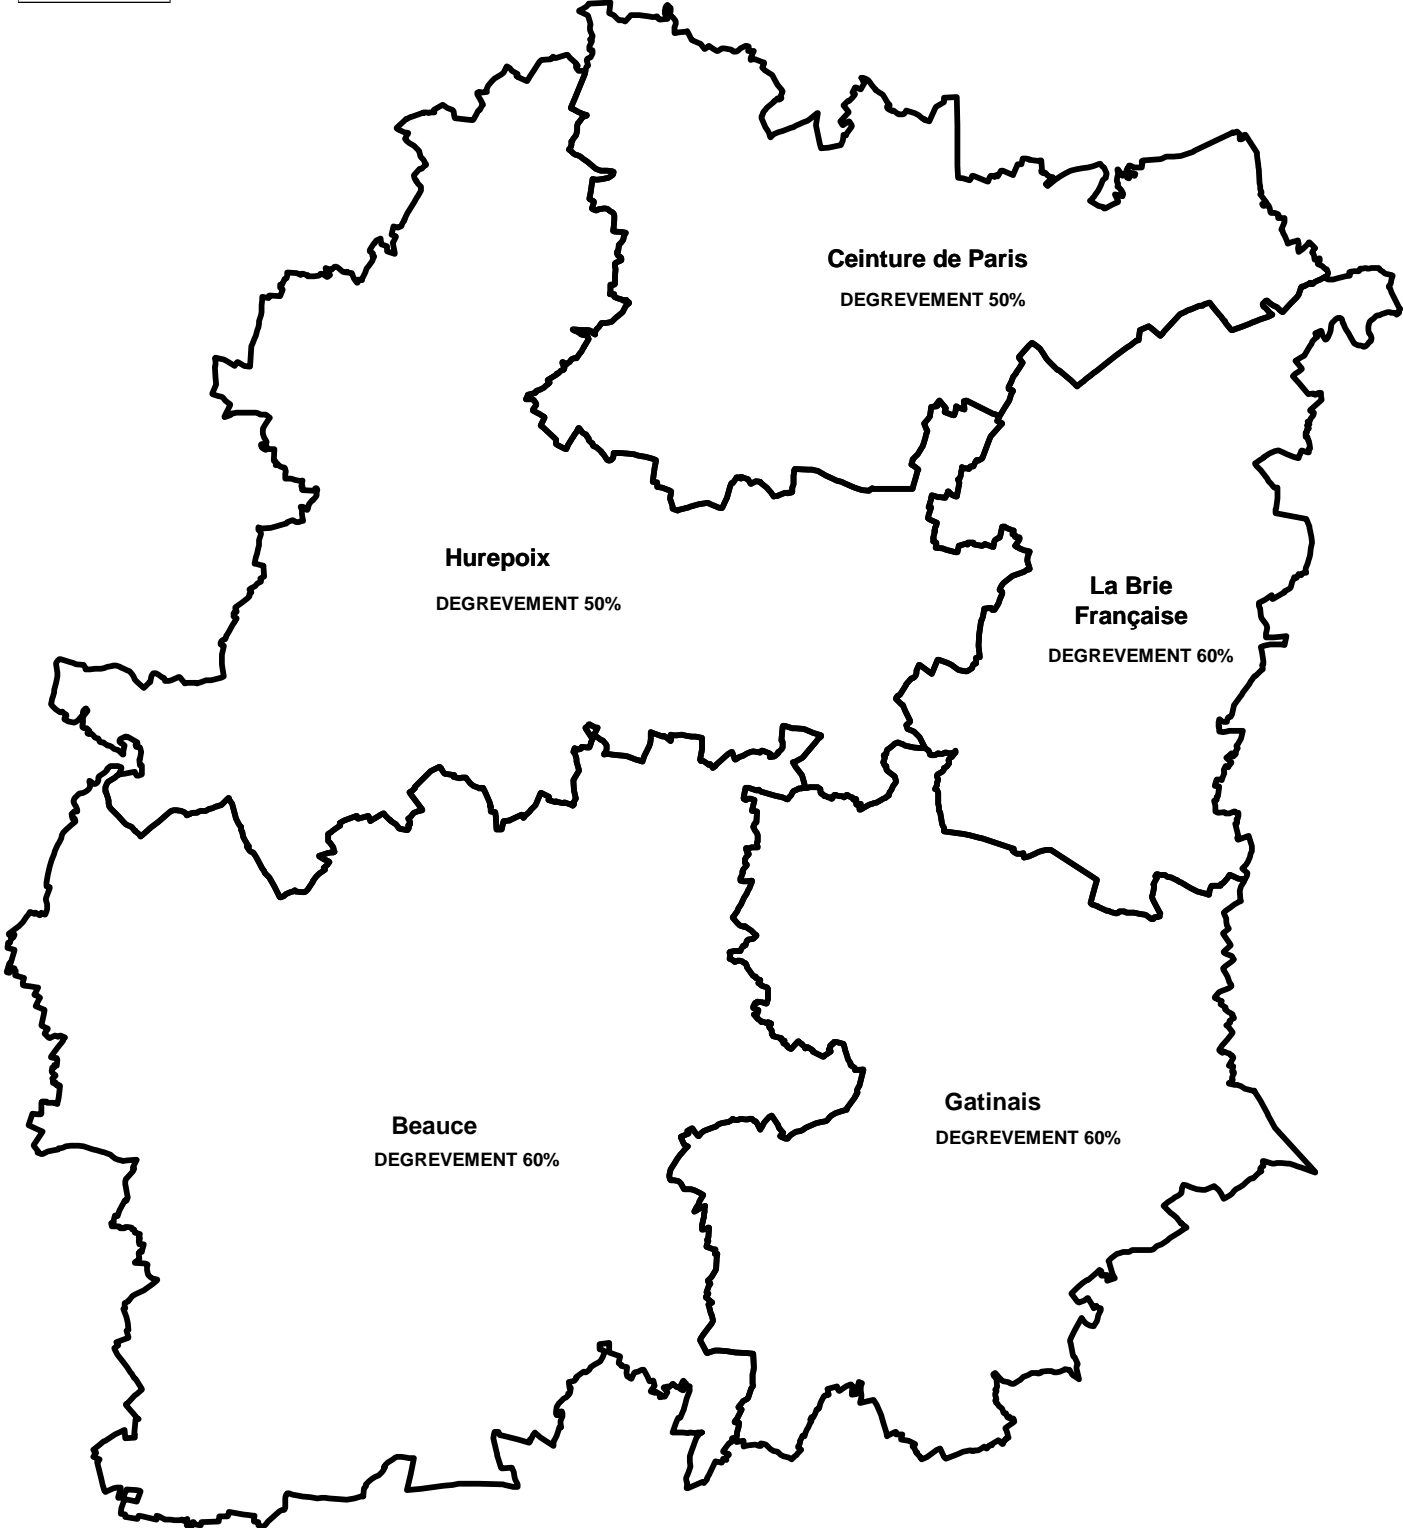 Ceinture de Paris
DEGREVEMENT 50%
Hurepoix
DEGREVEMENT 50%
La Brie
Française
DEGREVEMENT 60%
Gatinais
DEGREVEMENT 60%
Beauce
DEGREVEMENT 60%